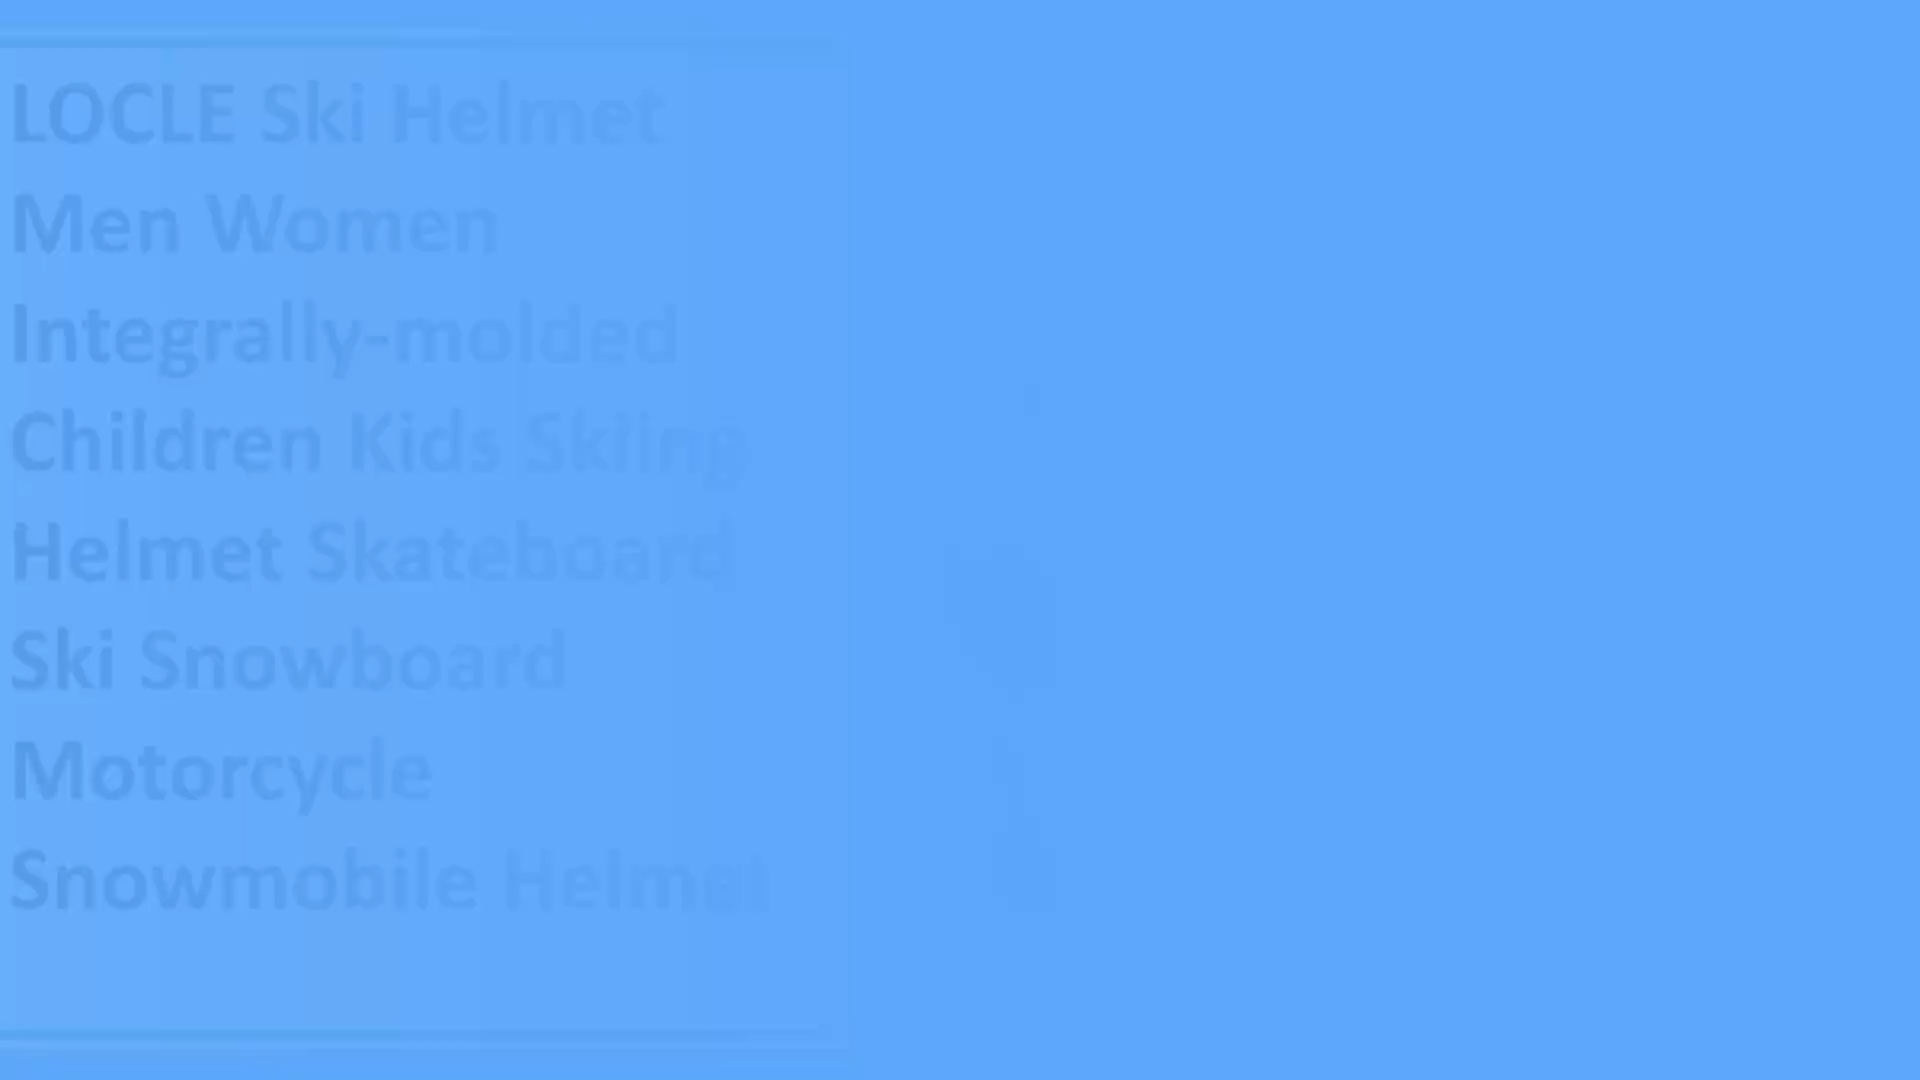 LOCLE Ski Helmet
Men Women
Integrally-molded
Children Kids Skiing
Helmet Skateboard
Ski Snowboard
Motorcycle
Snowmobile Helmet